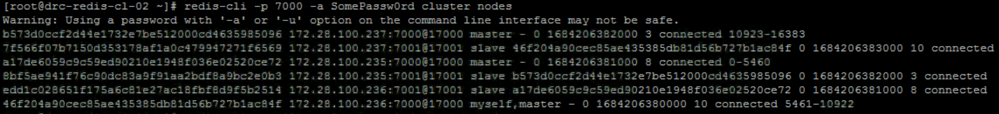 [root@drc-redis-cl-02 ~]# redis-cli -p 7000 -a SomePassw0rd cluster nodes
Warning: Using a password with '-a' or '-u' option on the command line interface may not be safe.
b573d0ccf2d44e1732e7be512000cd4635985096 172.28.100.237:7000@17000 master - 0 1684206382000 3 connected 10923-16383
7f566f07b7150d353178af1a0c479947271f6569 172.28.100.237:7001@17001 slave 46f204a90cec85ae435385db81d56b727b1ac84f 0 1684206383000 10 connected
a17de6059c9c59ed90210e1948f036e02520ce72 172.28.100.235:7000@17000 master - 0 1684206381000 8 connected 0-5460
8bf5ae941f76c90dc83a9f91aa2bdf8a9bc2e0b3 172.28.100.235:7001@17001 slave b573d0ccf2d44e1732e7be512000cd4635985096 0 1684206382000 3 connected
edd1c028651f175a6c81e27ac18fbf8d9f5b2514 172.28.100.236:7001@17001 slave a17de6059c9c59ed90210e1948f036e02520ce72 0 1684206381000 8 connected
46f204a90cec85ae435385db81d56b727b1ac84f 172.28.100.236:7000@17000 myself,master - 0 1684206380000 10 connected 5461-10922